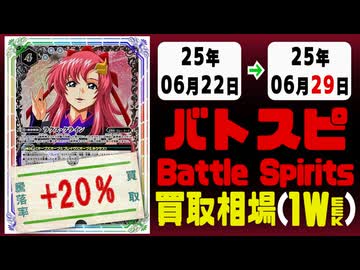 25年
06月22日
25年
06月29日
バトスピ
Battle Spirits
買取相場(1WEEK)
ラクス・クライン
買取
+20%
騰落率